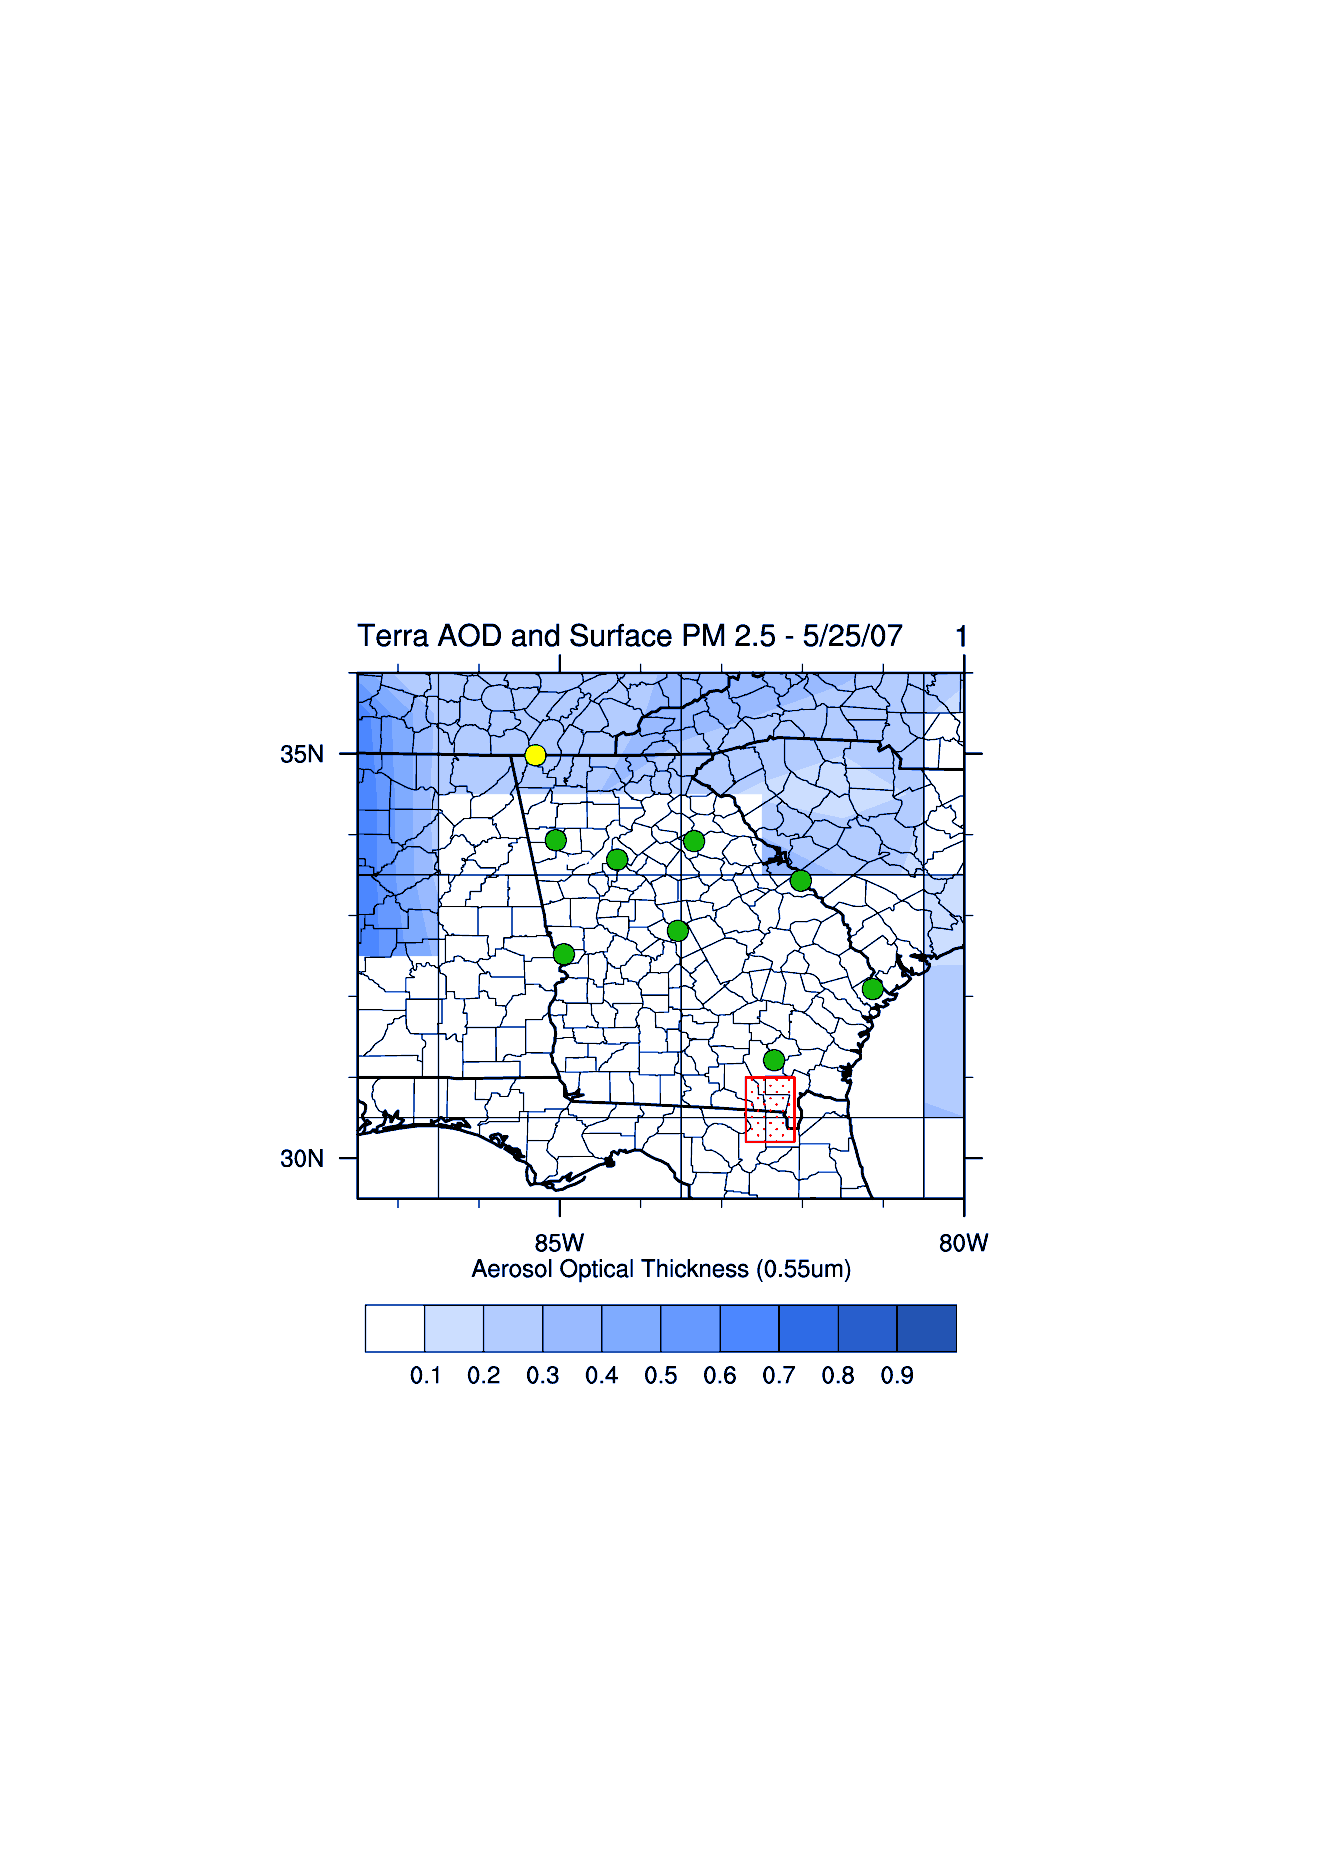 Terra AOD and Surface PM 2.5 - 5/25/07 1
35N
30N
85W 80W
Aerosol Optical Thickness (0.55um)
0.1 0.2 0.3 0.4 0.5 0.6 0.7 0.8 0.9